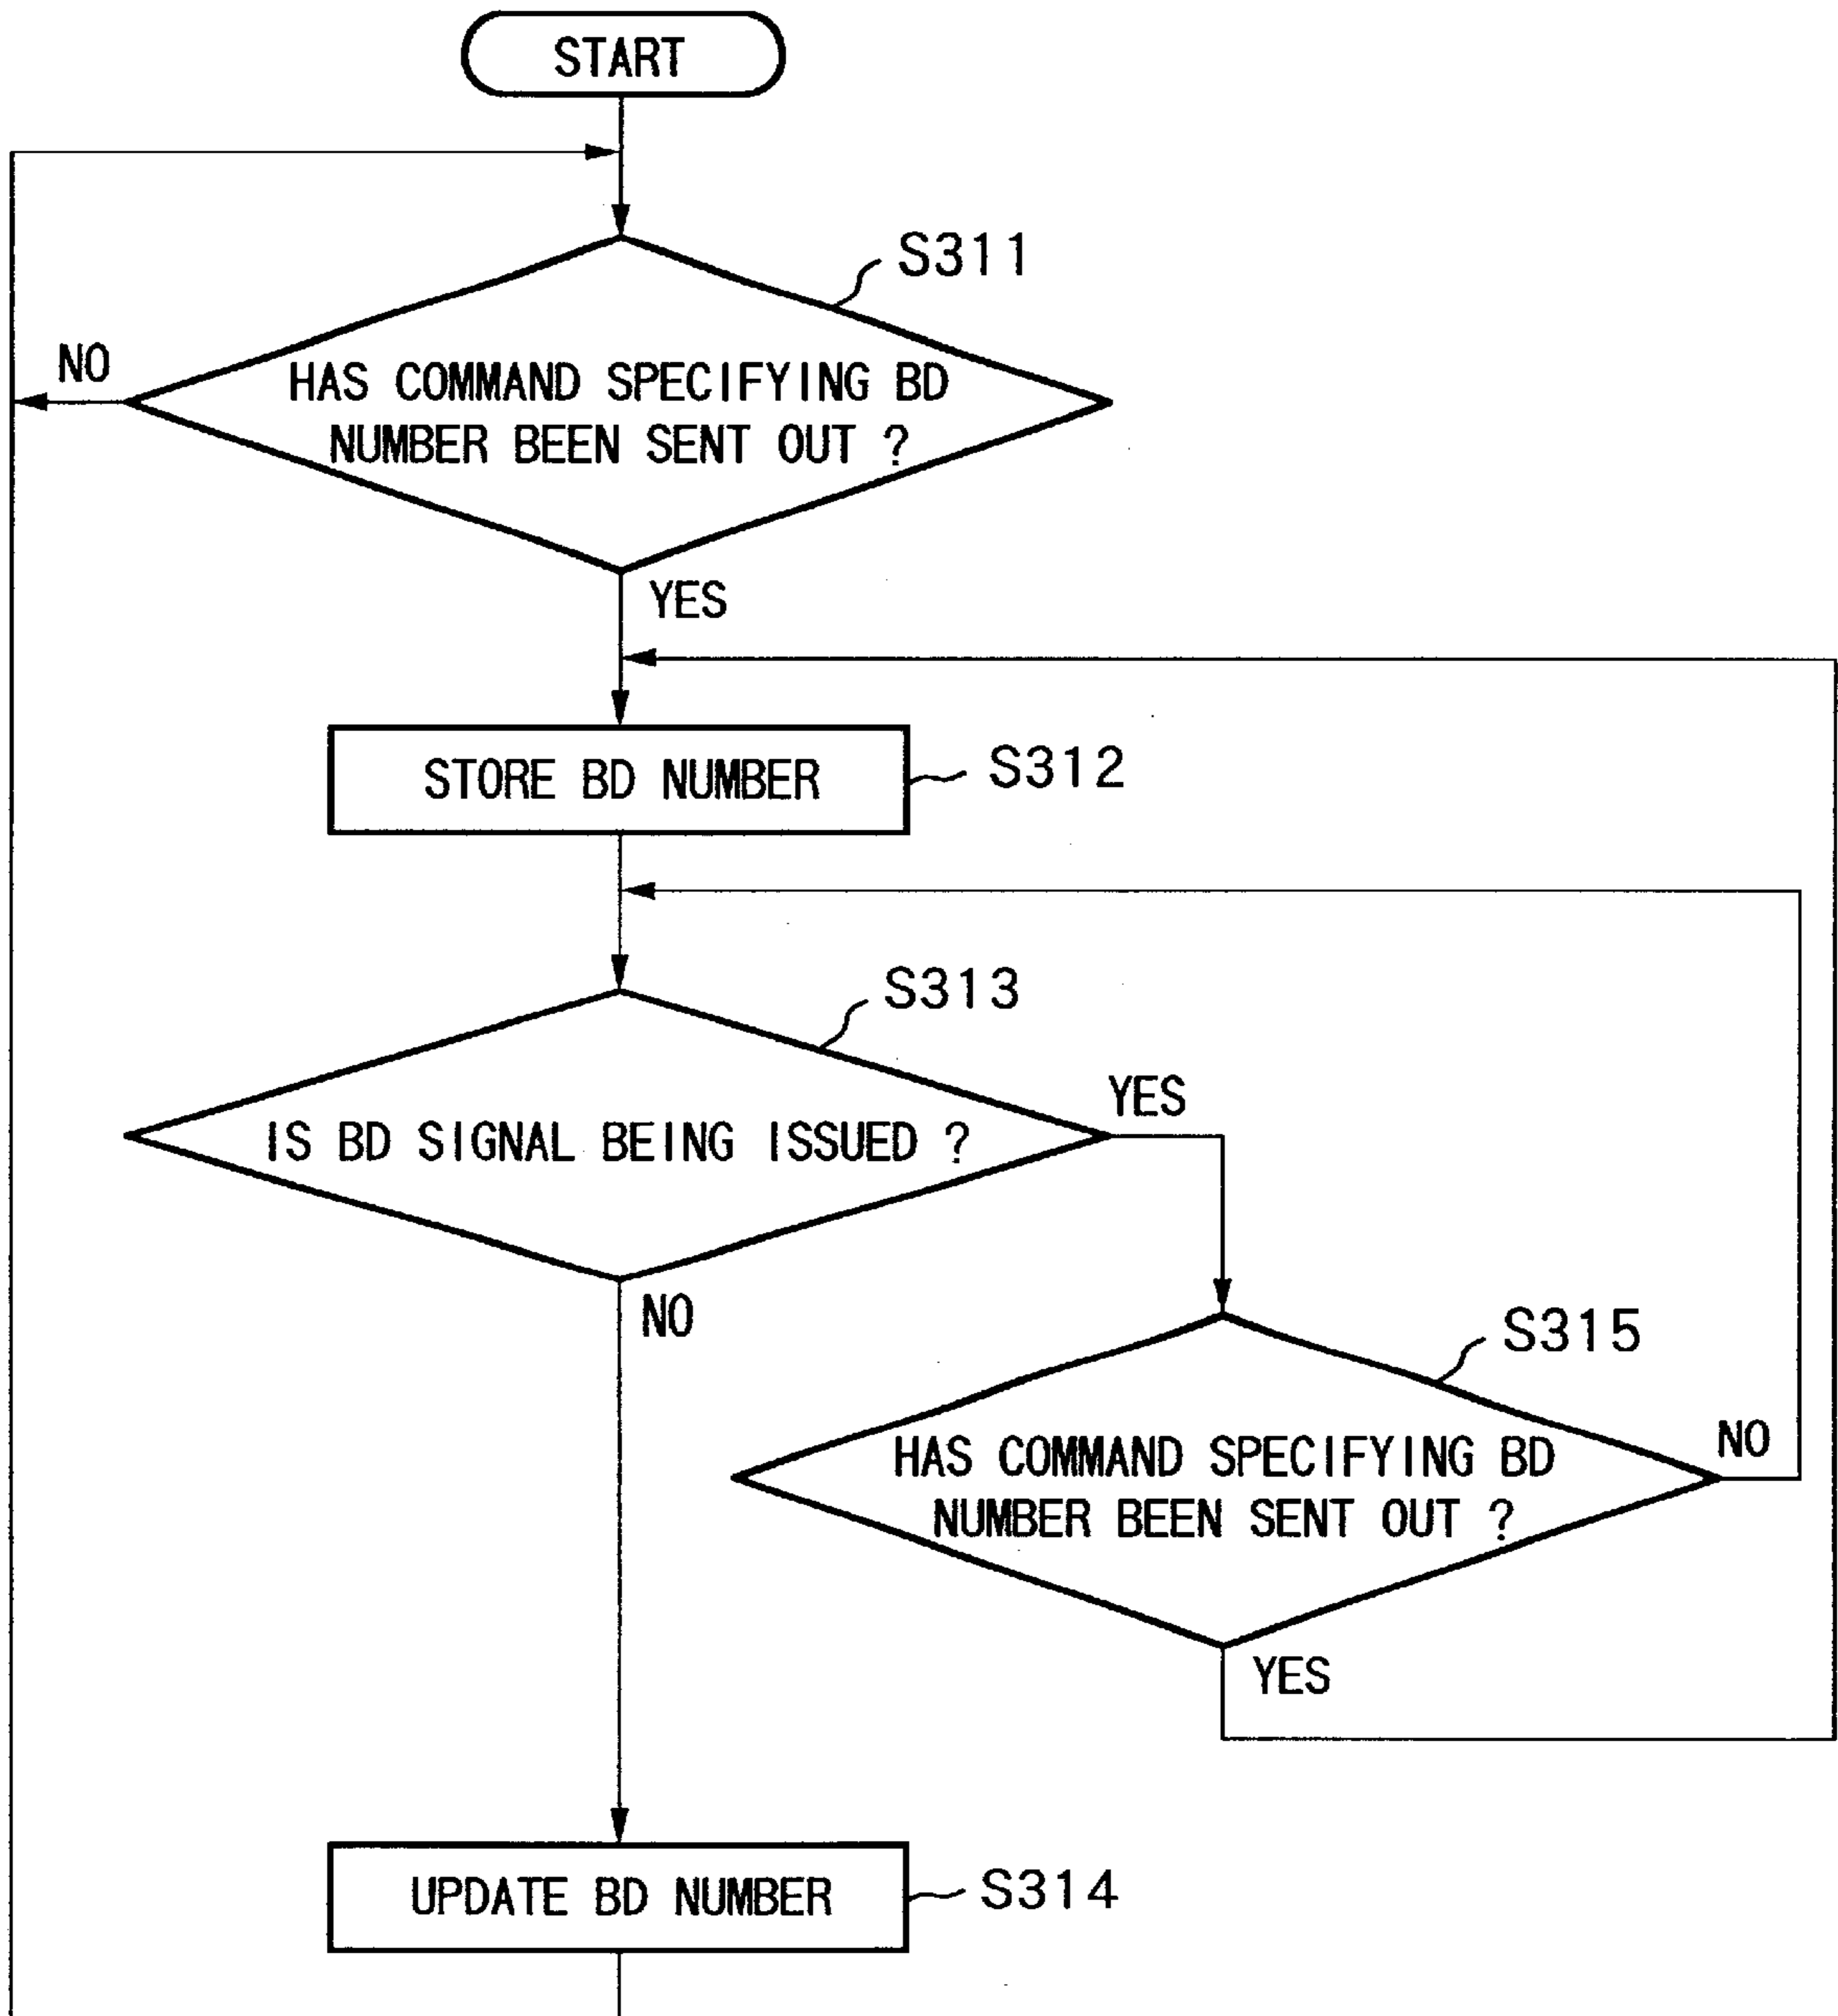 START
S311
NO
HAS COMMAND SPECIFYING BD
NUMBER BEEN SENT OUT ?
YES
STORE BD NUMBER
S312
S313
YES
IS BD SIGNAL BEING ISSUED ?
NO
S315
HAS COMMAND SPECIFYING BD
NUMBER BEEN SENT OUT ?
NO
YES
UPDATE BD NUMBER
S314